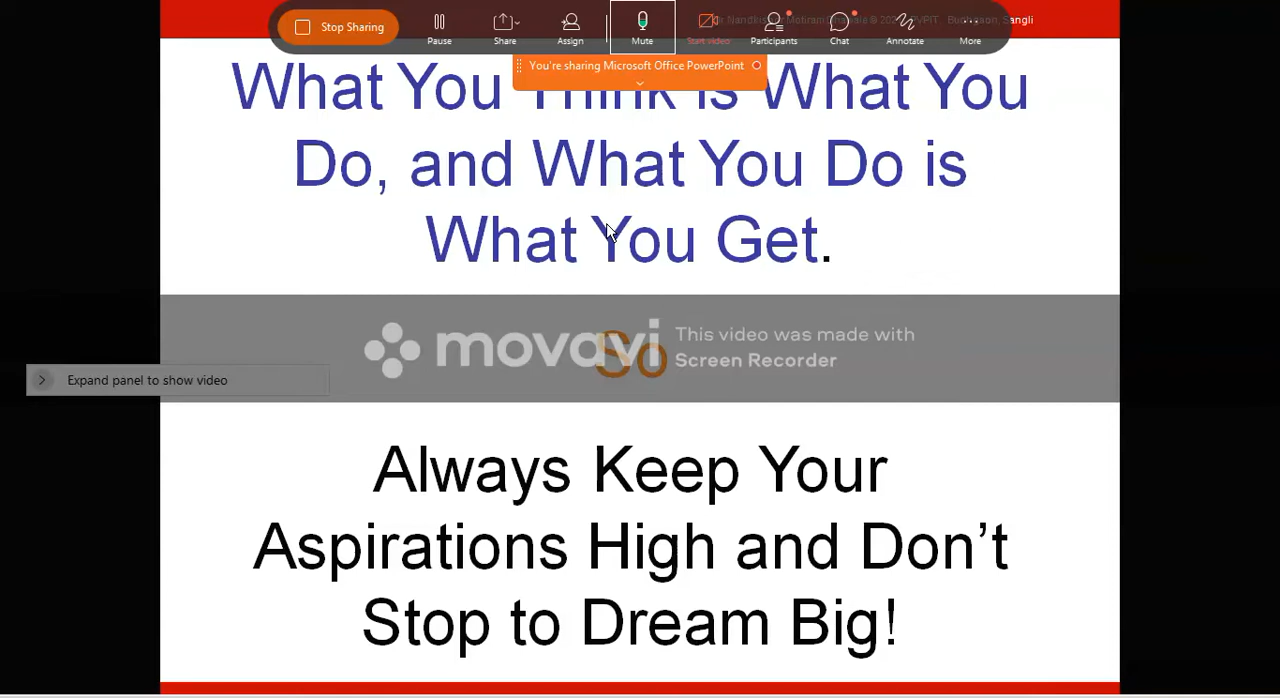 Stop Sharing
Pause
Share
Assign
Mute
Start video
Participants
Chat
Annotate
More
Sangli
You're sharing Microsoft Office PowerPoint
What You Think is What You
Do, and What You Do is
What You Get.
So
movavi
This video was made with
Screen Recorder
Expand panel to show video
Always Keep Your
Aspirations High and Don't
Stop to Dream Big!